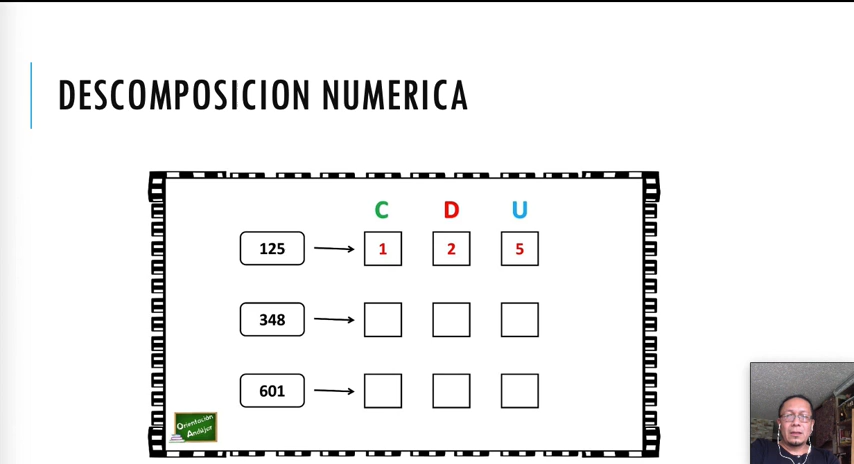 DESCOMPOSICION NUMERICA
C D U
125 1 2 5
348
601
Orientación
Andújar